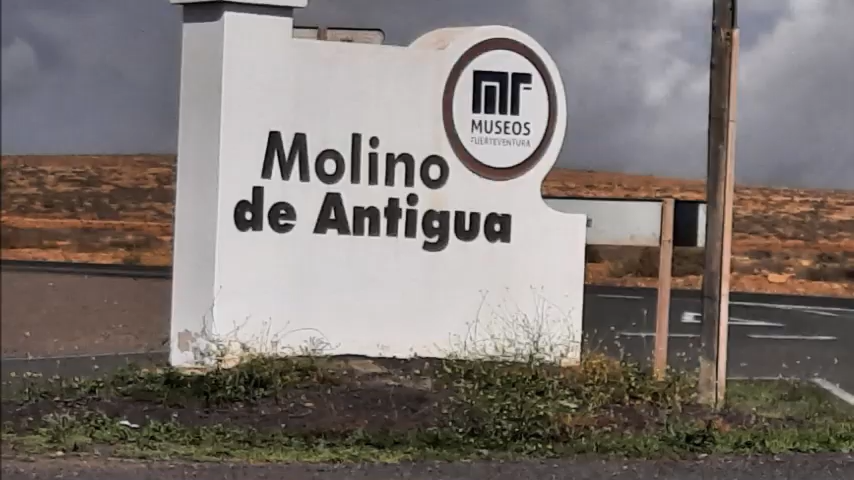 MF
MUSEOS
FUERTEVENTURA
Molino
de Antigua